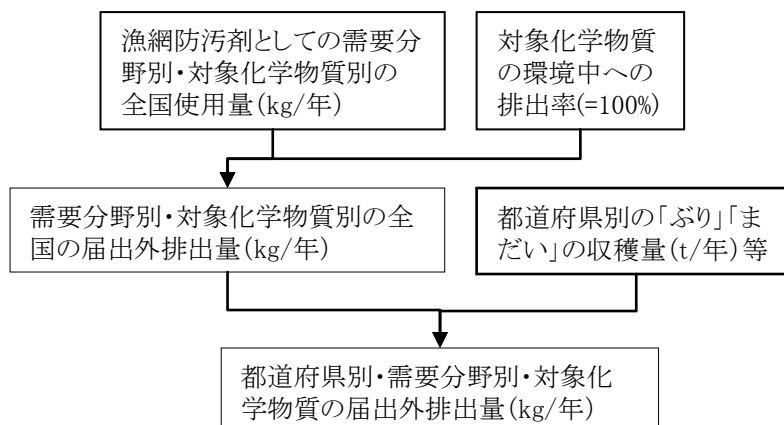 漁網防汚剤としての需要分
野別・対象化学物質別の
全国使用量(kg/年)
対象化学物質
の環境中への
排出率(=100%)
需要分野別・対象化学物質別の全
国の届出外排出量(kg/年)
都道府県別の「ぶり」「ま
だい」の収穫量(t/年)等
都道府県別・需要分野別・対象化
学物質の届出外排出量(kg/年)